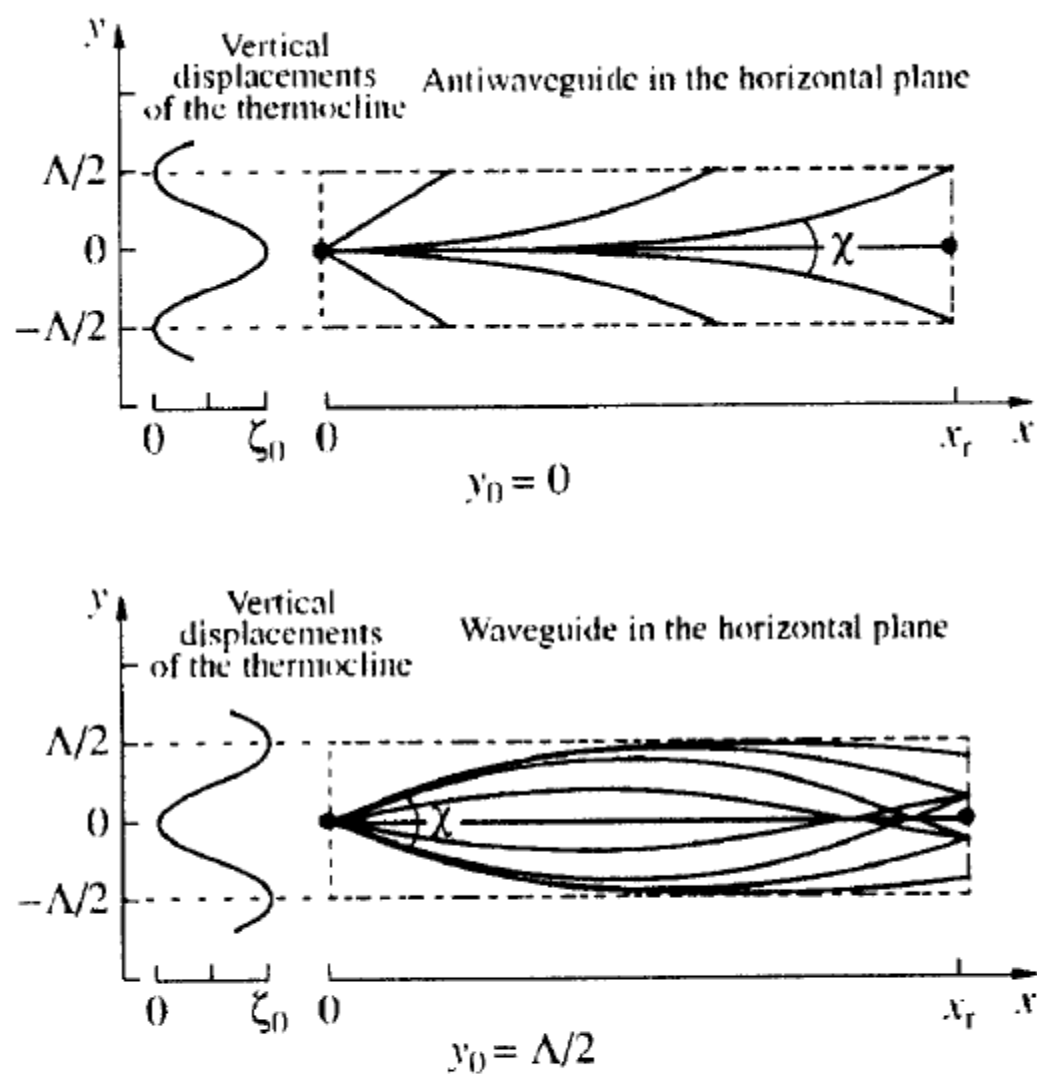 y
Vertical
displacements
of the thermocline
Antiwaveguide in the horizontal plane
Λ/2
0
−Λ/2
χ
0
ζ₀
0
xᵣ
x
y₀ = 0
y
Vertical
displacements
of the thermocline
Waveguide in the horizontal plane
Λ/2
0
−Λ/2
χ
0
ζ₀
0
xᵣ
x
y₀ = Λ/2